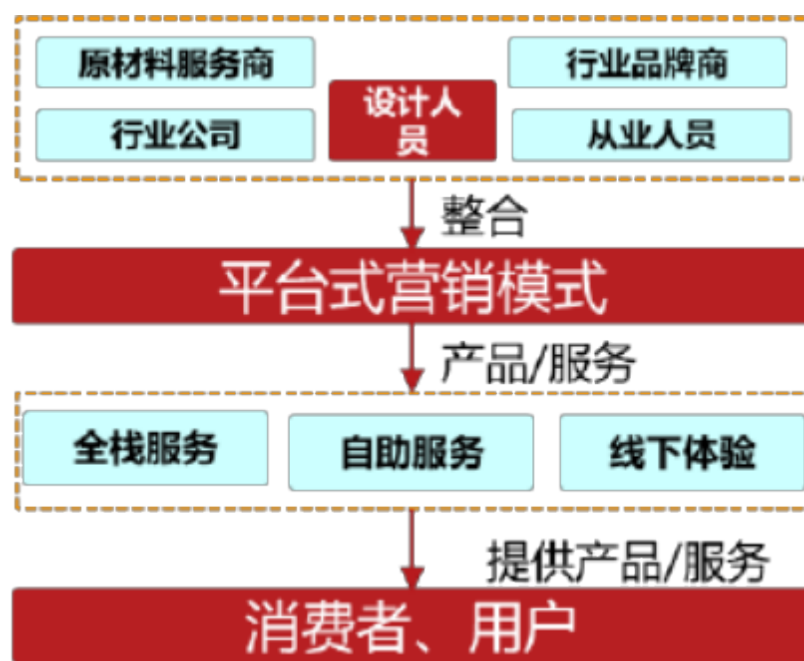 原材料服务商
行业品牌商
设计人
员
行业公司
从业人员
整合
平台式营销模式
产品/服务
全栈服务
自助服务
线下体验
提供产品/服务
消费者、用户